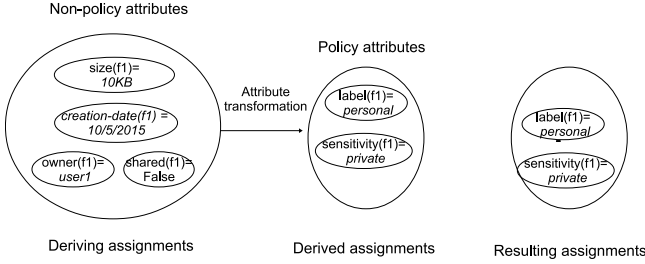 Non-policy attributes
size(f1)=
10KB
creation-date(f1) =
10/5/2015
owner(f1)=
user1
shared(f1)=
False
Deriving assignments
Attribute
transformation
Policy attributes
label(f1)=
personal
sensitivity(f1)=
private
Derived assignments
label(f1)=
personal
sensitivity(f1)=
private
Resulting assignments